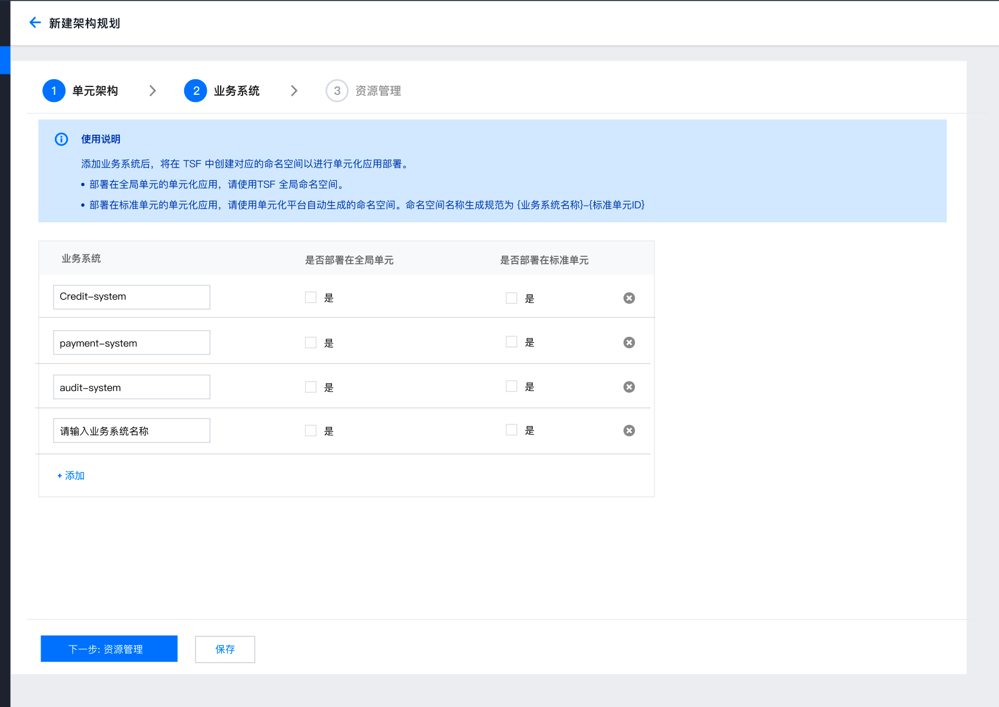 新建架构规划
1 单元架构 2 业务系统 3 资源管理
使用说明
添加业务系统后，将在 TSF 中创建对应的命名空间以进行单元化应用部署。
• 部署在全局单元的单元化应用，请使用TSF 全局命名空间。
• 部署在标准单元的单元化应用，请使用单元化平台自动生成的命名空间。命名空间名称生成规范为 {业务系统名称}-{标准单元ID}
业务系统 是否部署在全局单元 是否部署在标准单元
Credit-system 是 是
payment-system 是 是
audit-system 是 是
请输入业务系统名称 是 是
+ 添加
下一步: 资源管理 保存